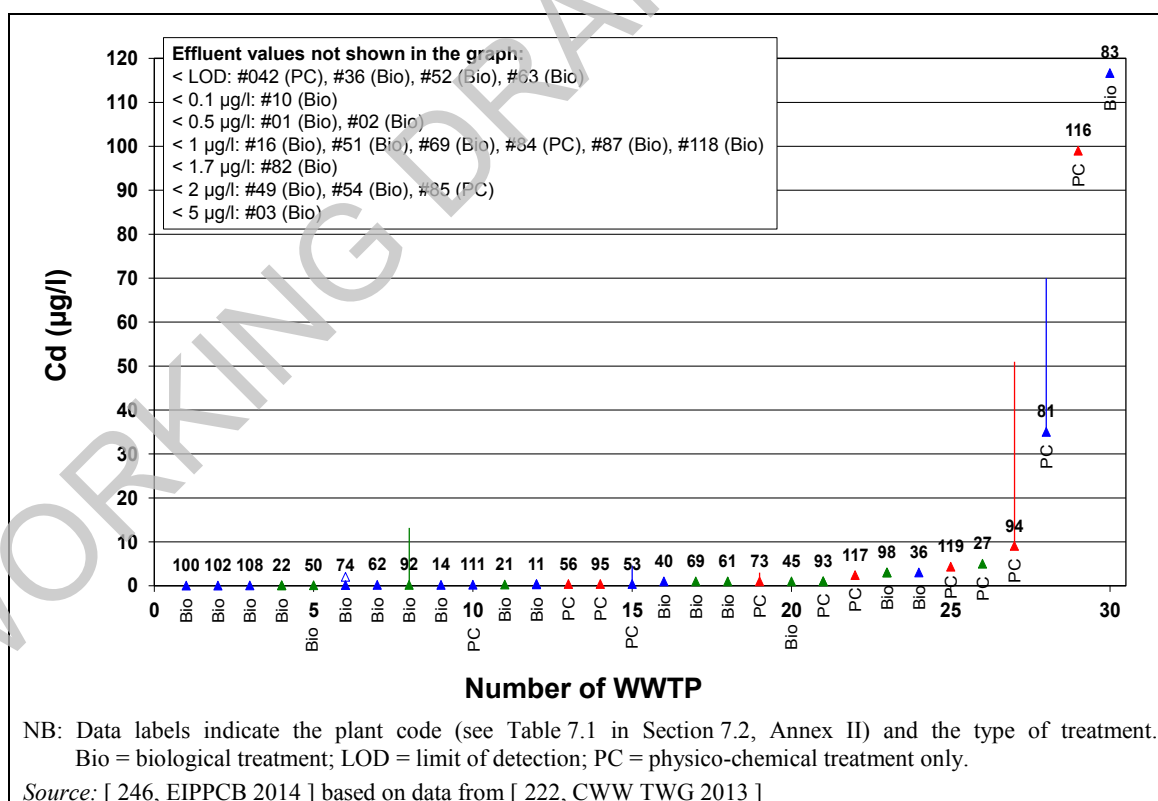 Effluent values not shown in the graph:
< LOD: #042 (PC), #36 (Bio), #52 (Bio), #63 (Bio)
< 0.1 µg/l: #10 (Bio)
< 0.5 µg/l: #01 (Bio), #02 (Bio)
< 1 µg/l: #16 (Bio), #51 (Bio), #69 (Bio), #84 (PC), #87 (Bio), #118 (Bio)
< 1.7 µg/l: #82 (Bio)
< 2 µg/l: #49 (Bio), #54 (Bio), #85 (PC)
< 5 µg/l: #03 (Bio)
120
110
100
90
80
70
60
50
40
30
20
10
0
Cd (µg/l)
100 102 108 22 50 74 62 92 14 111 21 11 56 95 53 40 69 61 73 45 93 117 98 36 119 27 94 81 116 83
0 5 10 15 20 25 30
Bio Bio Bio Bio Bio Bio Bio Bio Bio PC Bio Bio PC PC PC Bio Bio Bio PC Bio PC PC Bio Bio PC PC PC PC PC Bio
Number of WWTP
NB: Data labels indicate the plant code (see Table 7.1 in Section 7.2, Annex II) and the type of treatment.
Bio = biological treatment; LOD = limit of detection; PC = physico-chemical treatment only.
Source: [ 246, EIPPCB 2014 ] based on data from [ 222, CWW TWG 2013 ]
WORKING DRA